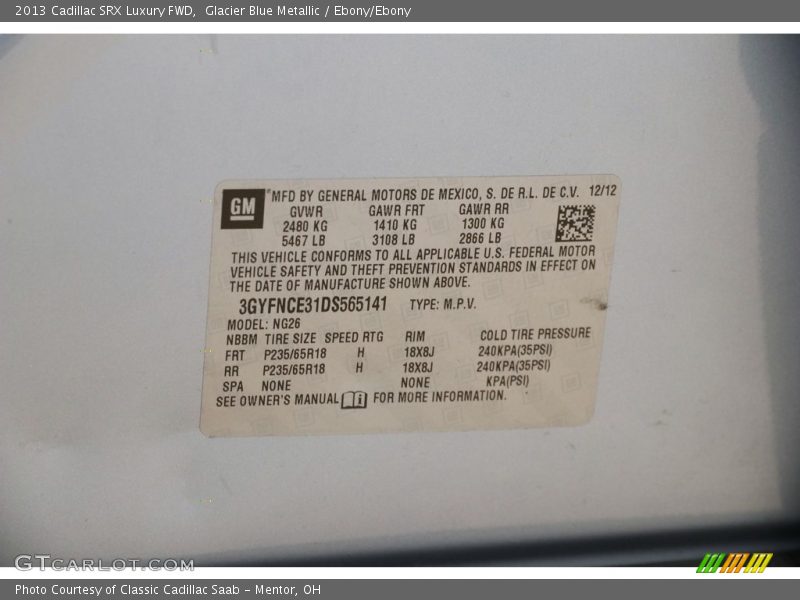 2013 Cadillac SRX Luxury FWD,  Glacier Blue Metallic / Ebony/Ebony
GM
MFD BY GENERAL MOTORS DE MEXICO, S. DE R.L. DE C.V. 12/12
GVWR GAWR FRT GAWR RR
2480 KG 1410 KG 1300 KG
5467 LB 3108 LB 2866 LB
THIS VEHICLE CONFORMS TO ALL APPLICABLE U.S. FEDERAL MOTOR
VEHICLE SAFETY AND THEFT PREVENTION STANDARDS IN EFFECT ON
THE DATE OF MANUFACTURE SHOWN ABOVE.
3GYFNCE31DS565141 TYPE: M.P.V.
MODEL: NG26
NBBM TIRE SIZE SPEED RTG RIM COLD TIRE PRESSURE
FRT P235/65R18 H 18X8J 240KPA(35PSI)
RR P235/65R18 H 18X8J 240KPA(35PSI)
SPA NONE NONE KPA(PSI)
SEE OWNER'S MANUAL FOR MORE INFORMATION.
GTCARLOT.COM
Photo Courtesy of Classic Cadillac Saab - Mentor, OH